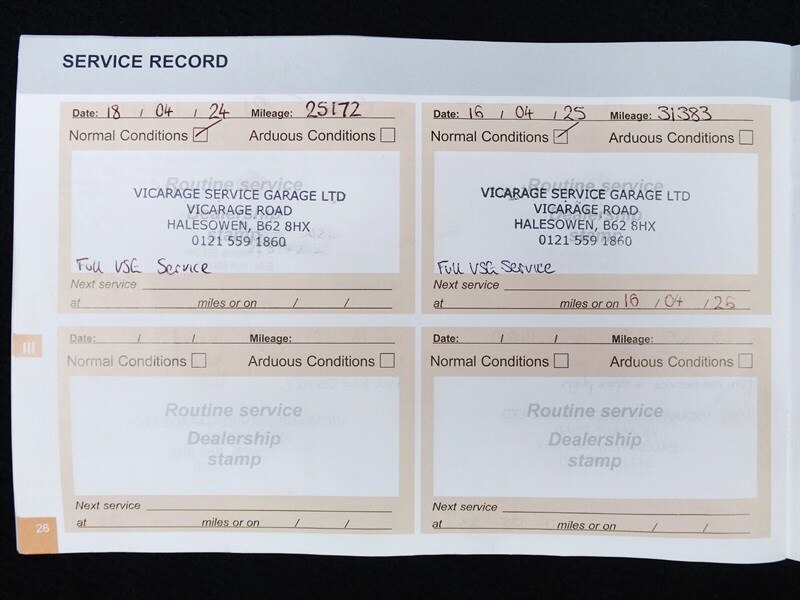 SERVICE RECORD
Date: 18 / 04 / 24 Mileage: 25172
Normal Conditions Arduous Conditions
Routine service
VICARAGE SERVICE GARAGE LTD
VICARAGE ROAD
HALESOWEN, B62 8HX
0121 559 1860
Full VSG Service
Next service
at miles or on / /
Date: 16 / 04 / 25 Mileage: 31383
Normal Conditions Arduous Conditions
Routine service
VICARAGE SERVICE GARAGE LTD
VICARAGE ROAD
HALESOWEN, B62 8HX
0121 559 1860
Full VSG Service
Next service
at miles or on 16 / 04 / 26
Date: / / Mileage:
Normal Conditions Arduous Conditions
Routine service
Dealership
stamp
Next service
at miles or on / /
Date: / / Mileage:
Normal Conditions Arduous Conditions
Routine service
Dealership
stamp
Next service
at miles or on / /
26